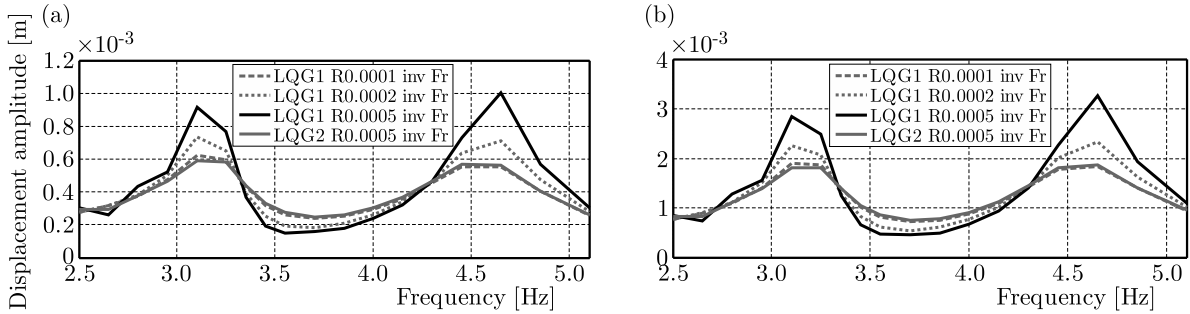 (a)
Displacement amplitude [m]
×10-3
1.2
1.0
0.8
0.6
0.4
0.2
0
2.5 3.0 3.5 4.0 4.5 5.0
Frequency [Hz]
LQG1 R0.0001 inv Fr
LQG1 R0.0002 inv Fr
LQG1 R0.0005 inv Fr
LQG2 R0.0005 inv Fr
(b)
×10-3
4
3
2
1
0
2.5 3.0 3.5 4.0 4.5 5.0
Frequency [Hz]
LQG1 R0.0001 inv Fr
LQG1 R0.0002 inv Fr
LQG1 R0.0005 inv Fr
LQG2 R0.0005 inv Fr